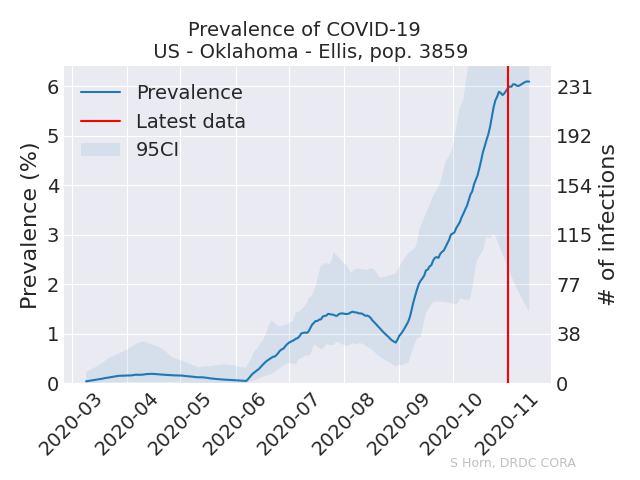 Prevalence of COVID-19
US - Oklahoma - Ellis, pop. 3859
Prevalence
Latest data
95CI
Prevalence (%)
6
5
4
3
2
1
0
# of infections
231
192
154
115
77
38
0
2020-03
2020-04
2020-05
2020-06
2020-07
2020-08
2020-09
2020-10
2020-11
S Horn, DRDC CORA